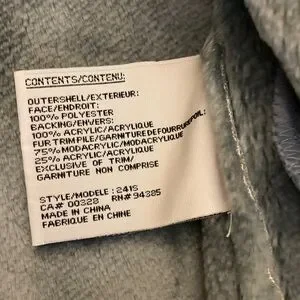 CONTENTS/CONTENU:
OUTERSHELL/EXTERIEUR:
FACE/ENDROIT:
100% POLYESTER
BACKING/ENVERS:
100% ACRYLIC/ACRYLIQUE
FUR TRIM PILE/GARNITURE DE FOURRURE POIL:
75% MODACRYLIC/MODACRYLIQUE
25% ACRYLIC/ACRYLIQUE
EXCLUSIVE OF TRIM/
GARNITURE NON COMPRISE
STYLE/MODELE: 2415
CA# 00328 RN# 94385
MADE IN CHINA
FABRIQUE EN CHINE